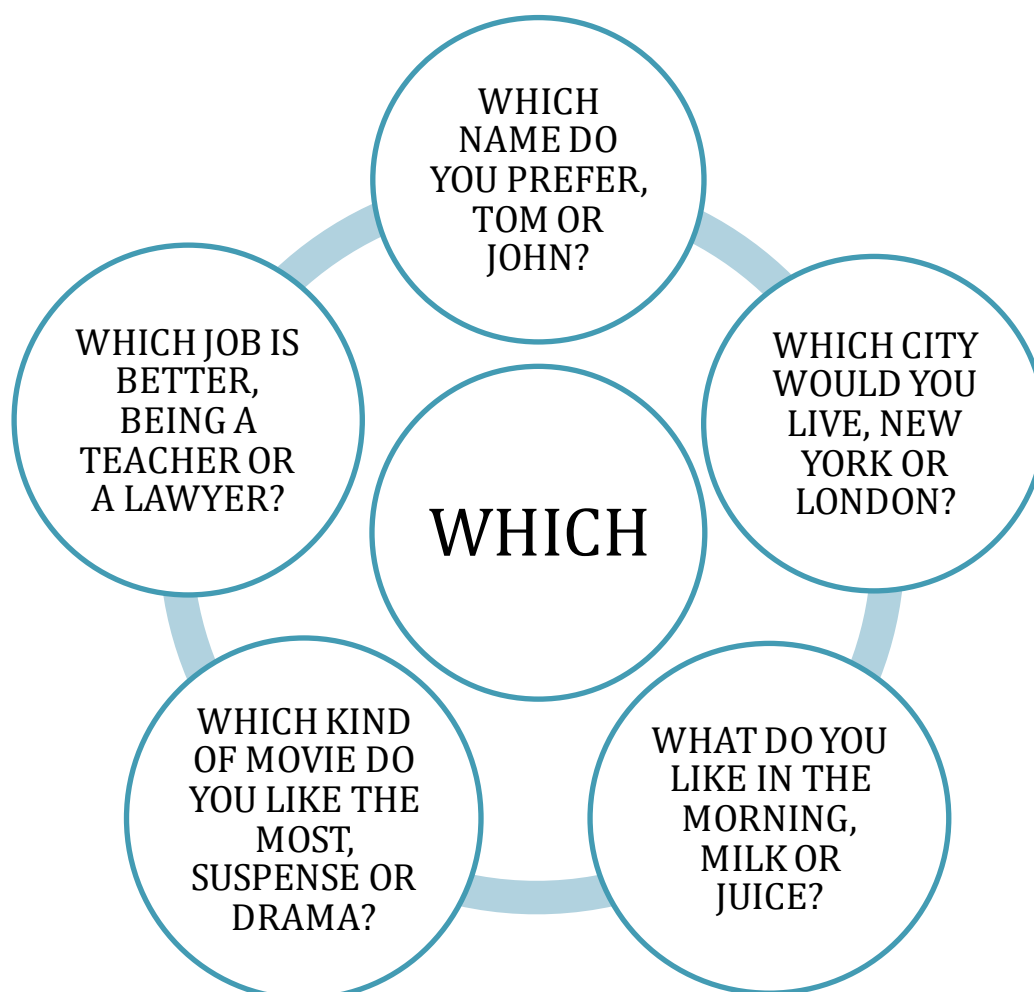 WHICH
NAME DO
YOU PREFER,
TOM OR
JOHN?
WHICH CITY
WOULD YOU
LIVE, NEW
YORK OR
LONDON?
WHAT DO YOU
LIKE IN THE
MORNING,
MILK OR
JUICE?
WHICH KIND
OF MOVIE DO
YOU LIKE THE
MOST,
SUSPENSE OR
DRAMA?
WHICH JOB IS
BETTER,
BEING A
TEACHER OR
A LAWYER?
WHICH